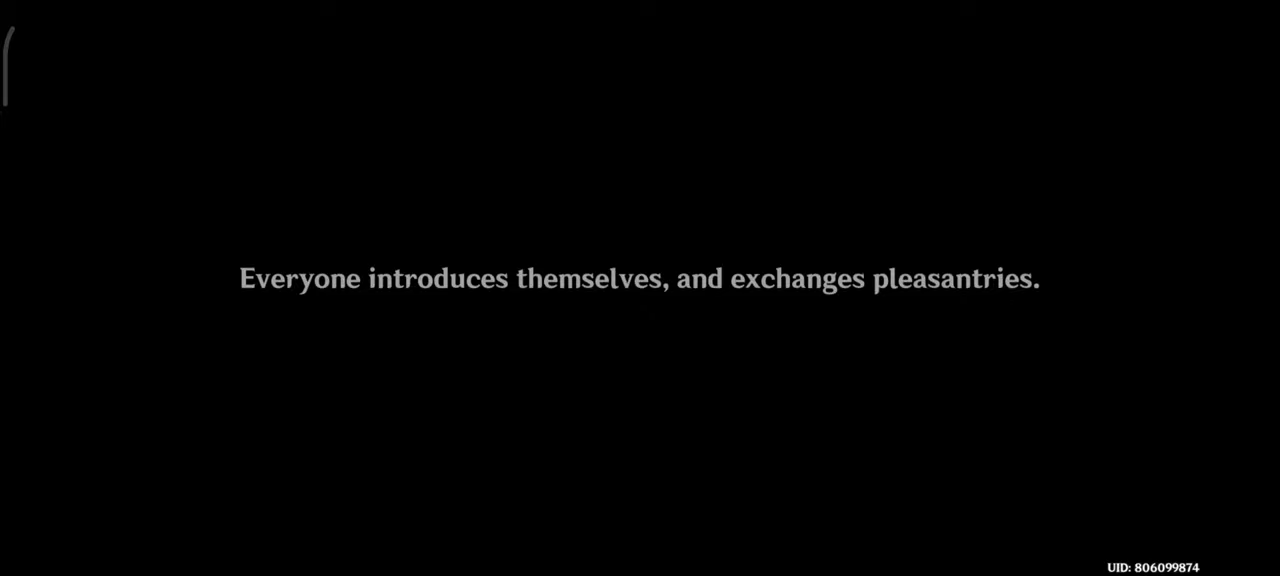 Everyone introduces themselves, and exchanges pleasantries.
UID: 806099874